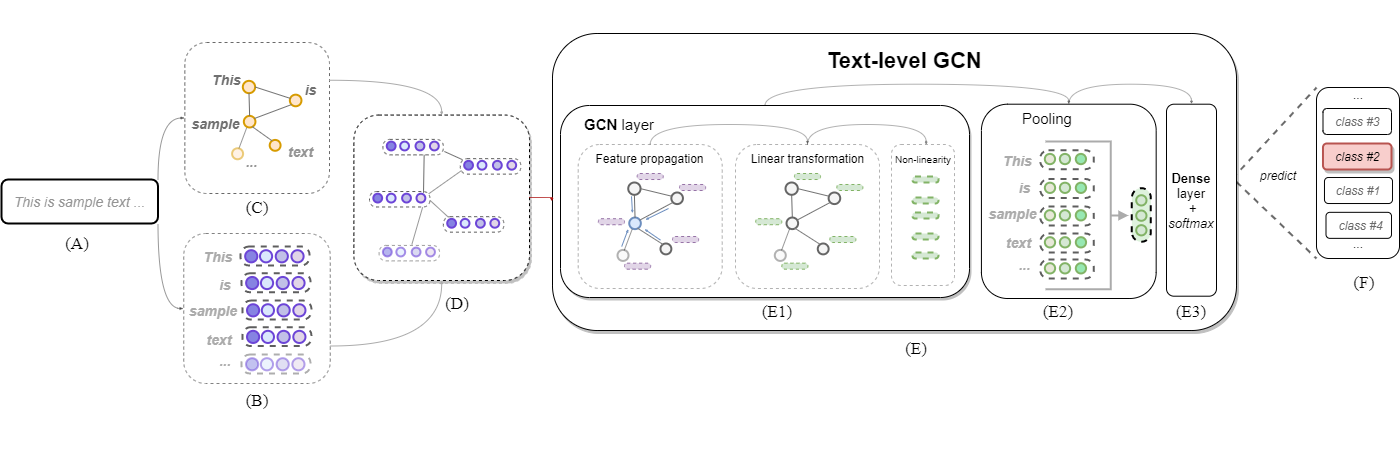 This is sample text ...
(A)
This
is
sample
text
...
(C)
This
is
sample
text
...
(B)
(D)
Text-level GCN
GCN layer
Feature propagation
Linear transformation
Non-linearity
(E1)
Pooling
This
is
sample
text
...
(E2)
Dense
layer
+
softmax
(E3)
(E)
predict
...
class #3
class #2
class #1
class #4
...
(F)